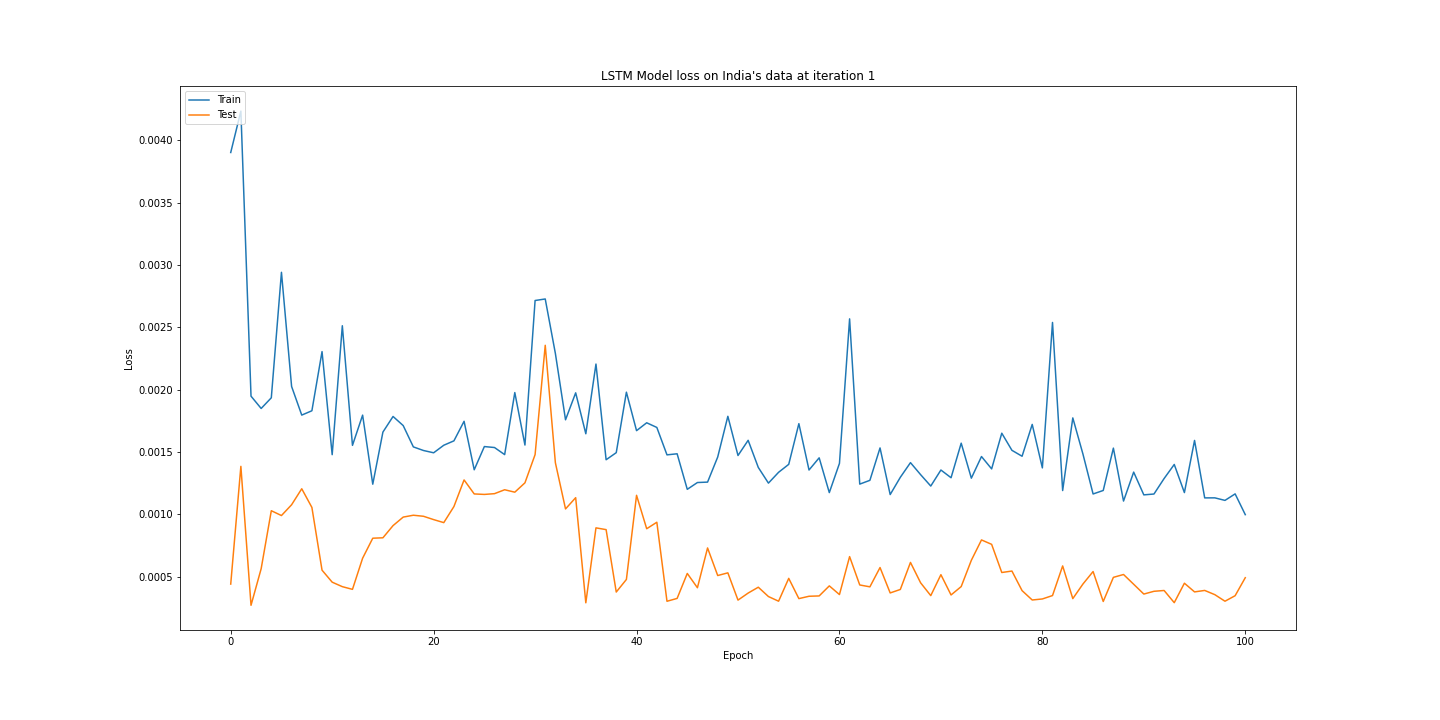 LSTM Model loss on India's data at iteration 1
Train
Test
0.0040
0.0035
0.0030
0.0025
0.0020
0.0015
0.0010
0.0005
Loss
0 20 40 60 80 100
Epoch